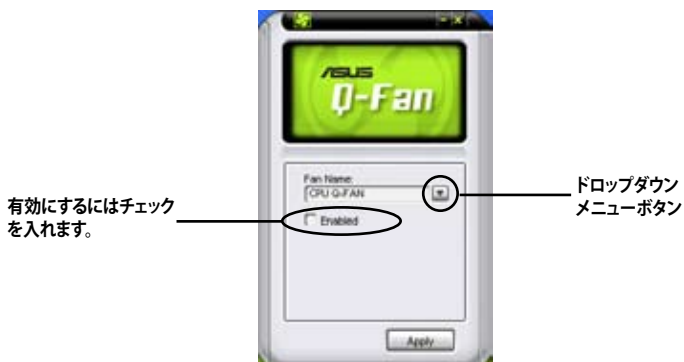 ASUS
Q-Fan
Fan Name:
CPU Q-FAN
Enabled
Apply
有効にするにはチェック
を入れます。
ドロップダウン
メニューボタン